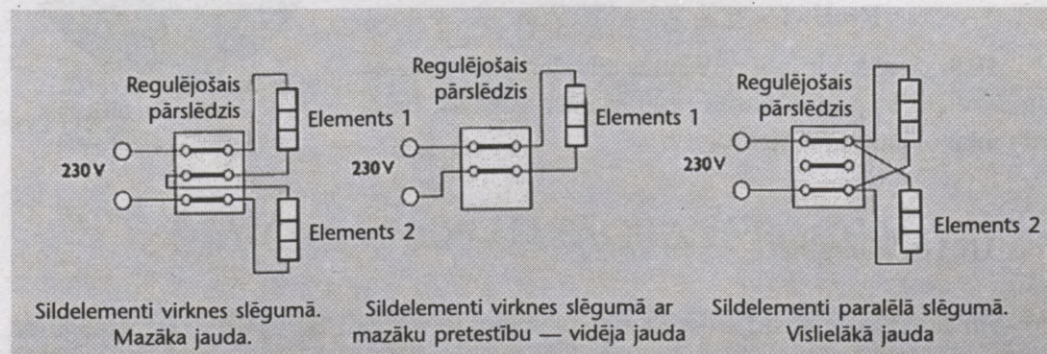 Regulējošais
pārslēdzis
230 V
Elements 1
Elements 2
Sildelementi virknes slēgumā.
Mazāka jauda.
Regulējošais
pārslēdzis
230 V
Elements 1
Sildelementi virknes slēgumā ar
mazāku pretestību — vidēja jauda
Regulējošais
pārslēdzis
230 V
Elements 2
Sildelementi paralēlā slēgumā.
Vislielākā jauda